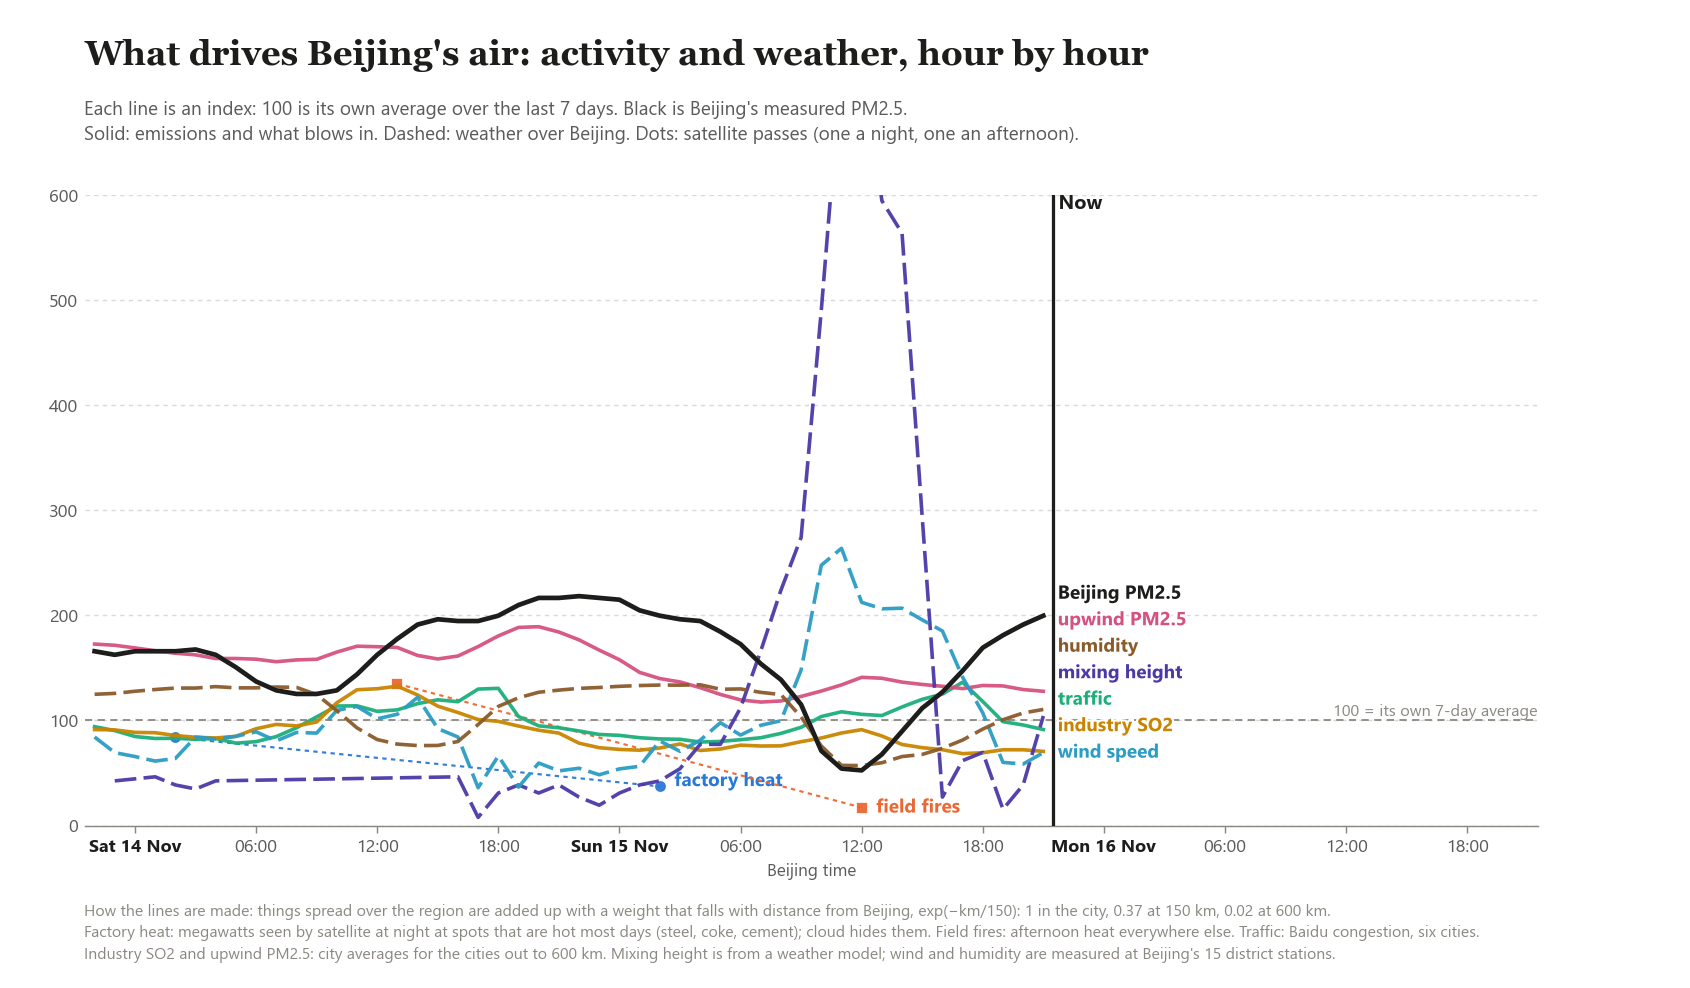 What drives Beijing's air: activity and weather, hour by hour
Each line is an index: 100 is its own average over the last 7 days. Black is Beijing's measured PM2.5.
Solid: emissions and what blows in. Dashed: weather over Beijing. Dots: satellite passes (one a night, one an afternoon).
600
500
400
300
200
100
0
Now
Beijing PM2.5
upwind PM2.5
humidity
mixing height
traffic
100 = its own 7-day average
industry SO2
wind speed
factory heat
field fires
Sat 14 Nov
06:00
12:00
18:00
Sun 15 Nov
06:00
12:00
18:00
Mon 16 Nov
06:00
12:00
18:00
Beijing time
How the lines are made: things spread over the region are added up with a weight that falls with distance from Beijing, exp(−km/150): 1 in the city, 0.37 at 150 km, 0.02 at 600 km.
Factory heat: megawatts seen by satellite at night at spots that are hot most days (steel, coke, cement); cloud hides them. Field fires: afternoon heat everywhere else. Traffic: Baidu congestion, six cities.
Industry SO2 and upwind PM2.5: city averages for the cities out to 600 km. Mixing height is from a weather model; wind and humidity are measured at Beijing's 15 district stations.